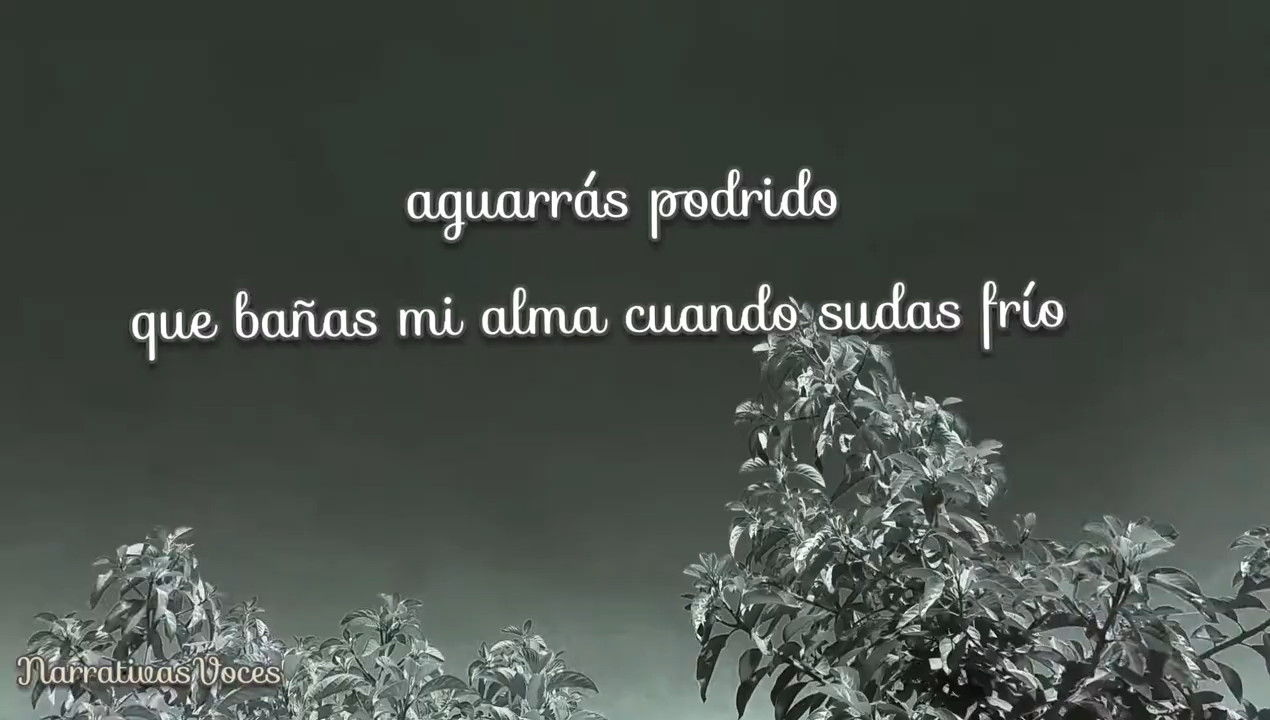 aguarrás podrido
que bañas mi alma cuando sudas frío
NarrativasVoces